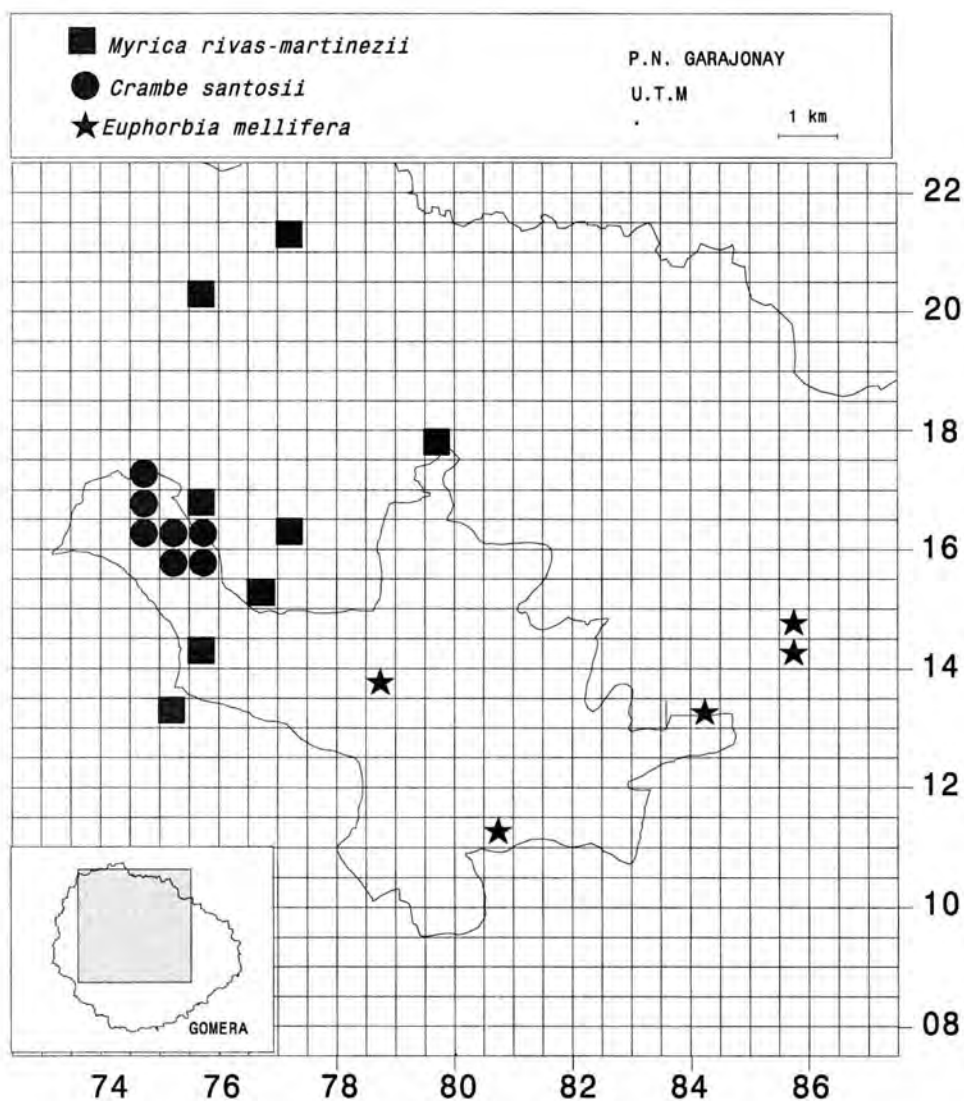 Myrica rivas-martinezii
Crambe santosii
Euphorbia mellifera
P.N. GARAJONAY
U.T.M
.
1 km
22
20
18
16
14
12
10
08
GOMERA
74 76 78 80 82 84 86